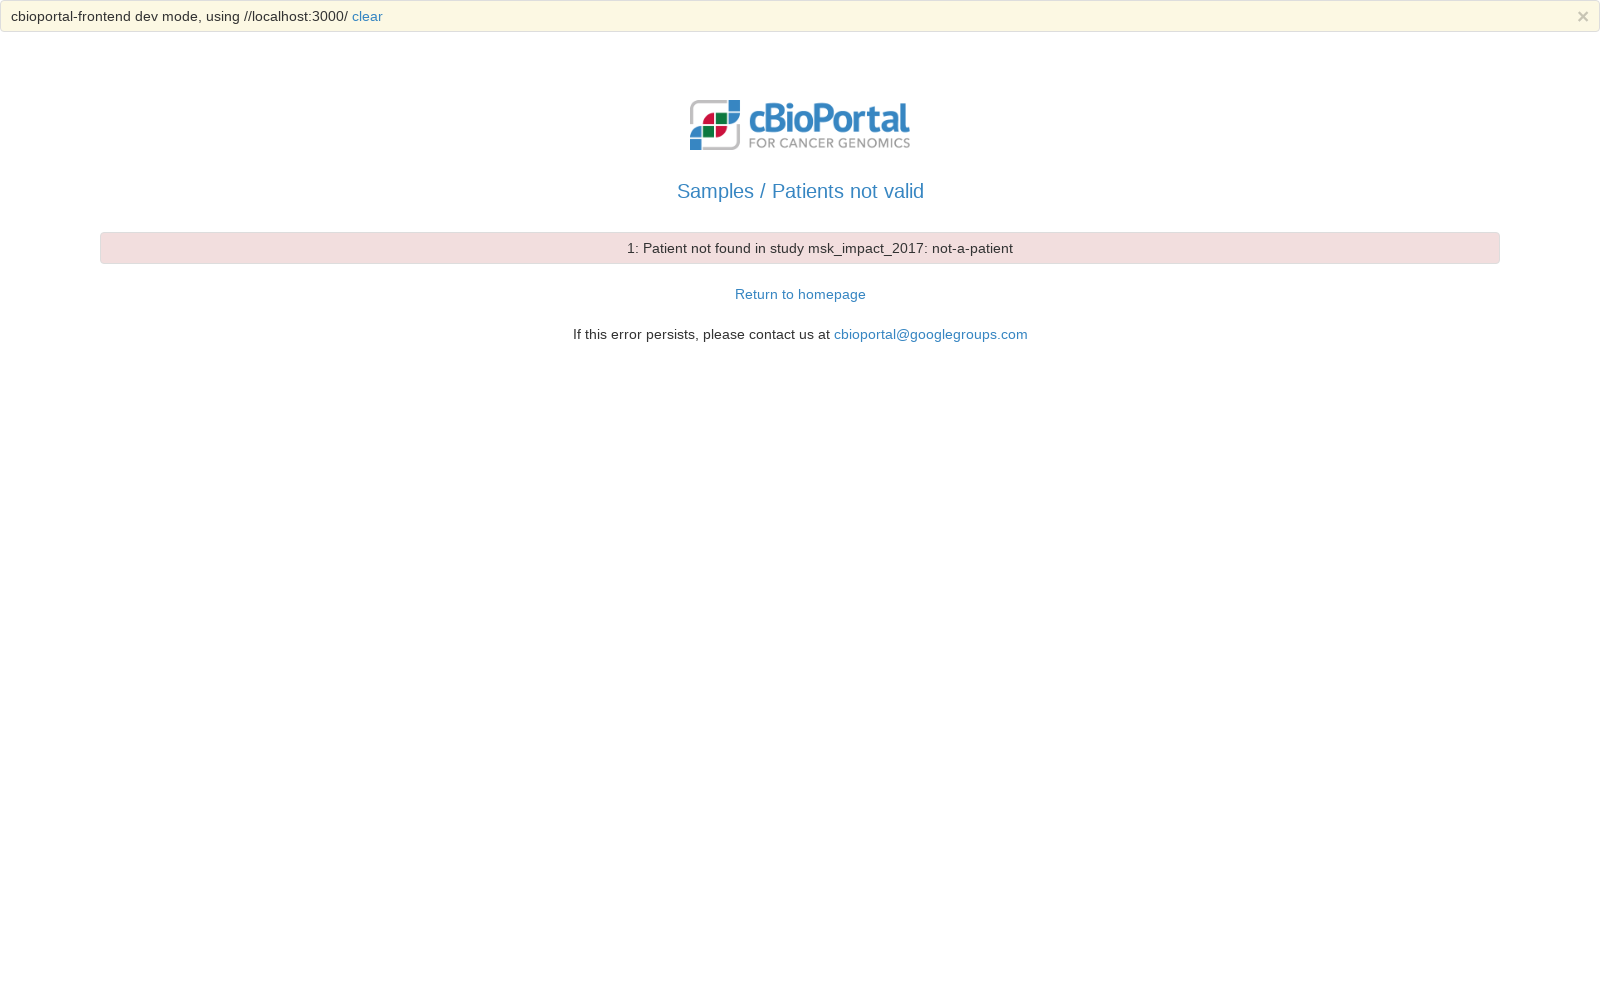 cbioportal-frontend dev mode, using //localhost:3000/ clear ×
cBioPortal
FOR CANCER GENOMICS
Samples / Patients not valid
1: Patient not found in study msk_impact_2017: not-a-patient
Return to homepage
If this error persists, please contact us at cbioportal@googlegroups.com